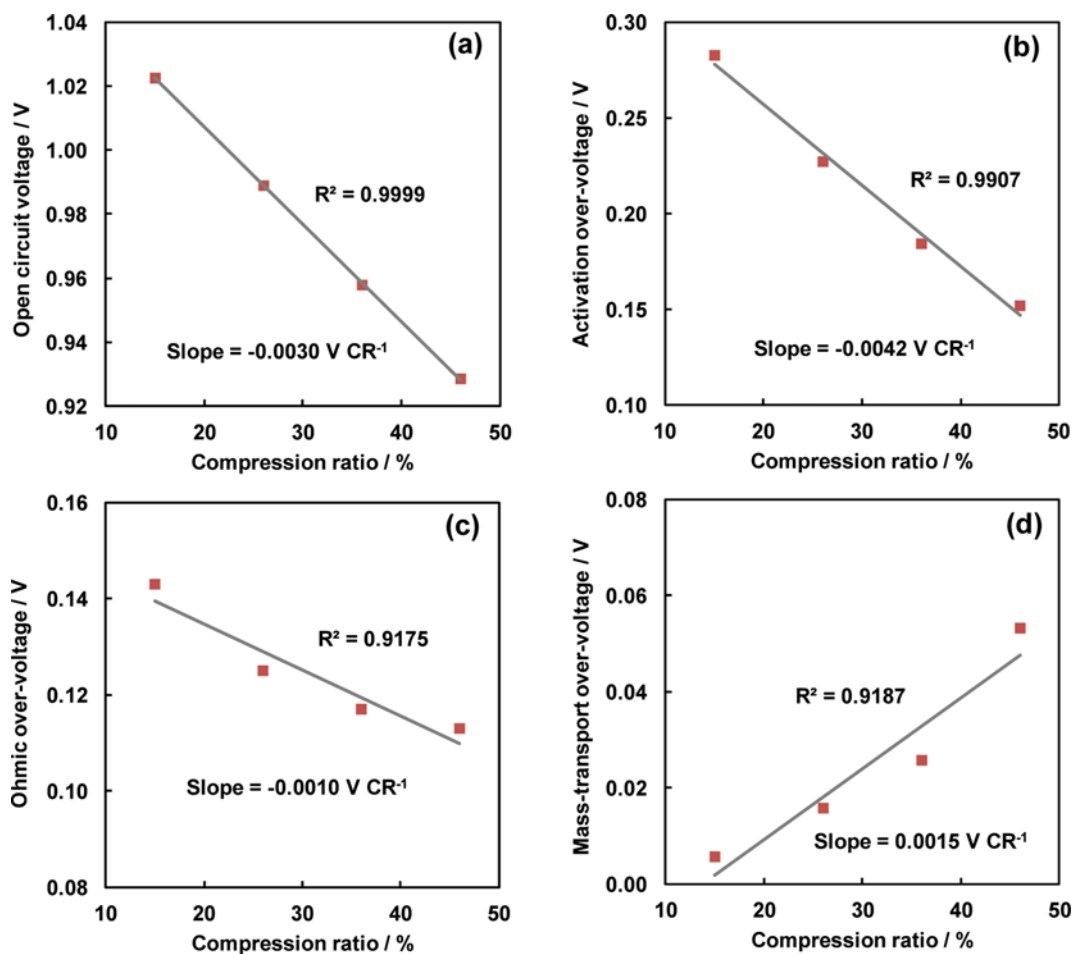 (a)
Open circuit voltage / V
1.04
1.02
1.00
0.98
0.96
0.94
0.92
R² = 0.9999
Slope = -0.0030 V CR⁻¹
10 20 30 40 50
Compression ratio / %
(b)
Activation over-voltage / V
0.30
0.25
0.20
0.15
0.10
R² = 0.9907
Slope = -0.0042 V CR⁻¹
10 20 30 40 50
Compression ratio / %
(c)
Ohmic over-voltage / V
0.16
0.14
0.12
0.10
0.08
R² = 0.9175
Slope = -0.0010 V CR⁻¹
10 20 30 40 50
Compression ratio / %
(d)
Mass-transport over-voltage / V
0.08
0.06
0.04
0.02
0.00
R² = 0.9187
Slope = 0.0015 V CR⁻¹
10 20 30 40 50
Compression ratio / %